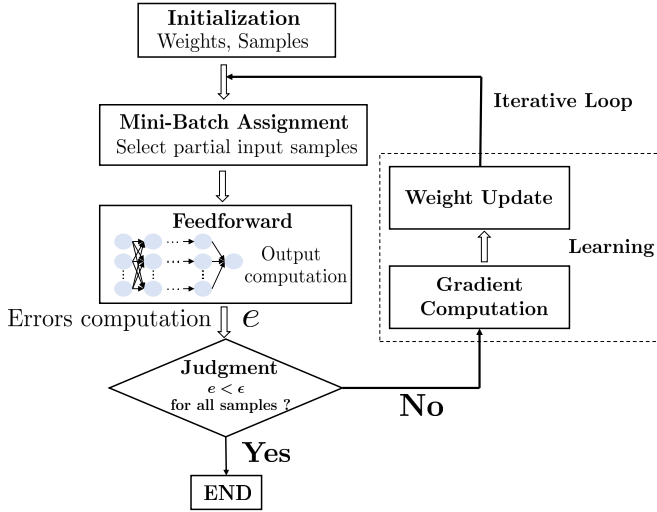 Initialization
Weights, Samples
Iterative Loop
Mini-Batch Assignment
Select partial input samples
Weight Update
Feedforward
Output
computation
Learning
Gradient
Computation
Errors computation e
Judgment
e < ϵ
for all samples ?
No
Yes
END